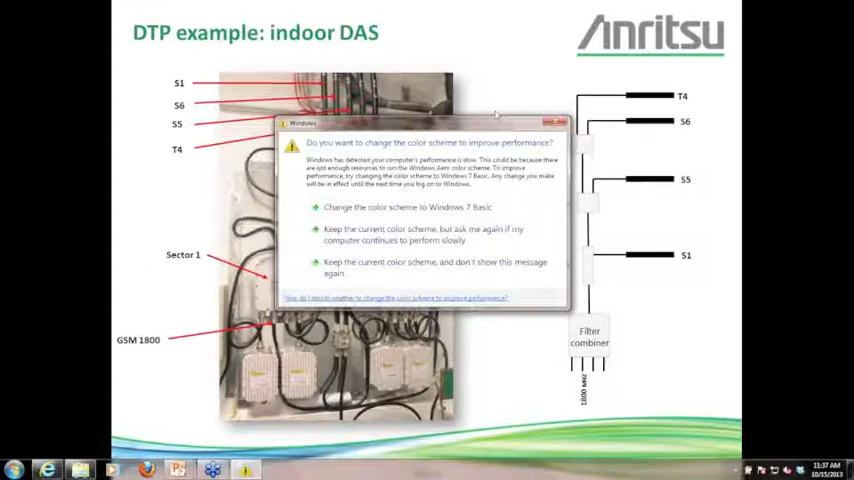 DTP example: indoor DAS
Anritsu
S1
S6
S5
T4
Sector 1
GSM 1800
Windows
Do you want to change the color scheme to improve performance?
Windows has detected your computer's performance is slow. This could be because there
are not enough resources to run the Windows Aero color scheme. To improve
performance, try changing the color scheme to Windows 7 Basic. Any change you make
will be in effect until the next time you log on to Windows.
Change the color scheme to Windows 7 Basic
Keep the current color scheme, but ask me again if my
computer continues to perform slowly
Keep the current color scheme, and don't show this message
again
How do I decide whether to change the color scheme to improve performance?
T4
S6
S5
S1
Filter
combiner
1800 MHz
11:37 AM
10/15/2013